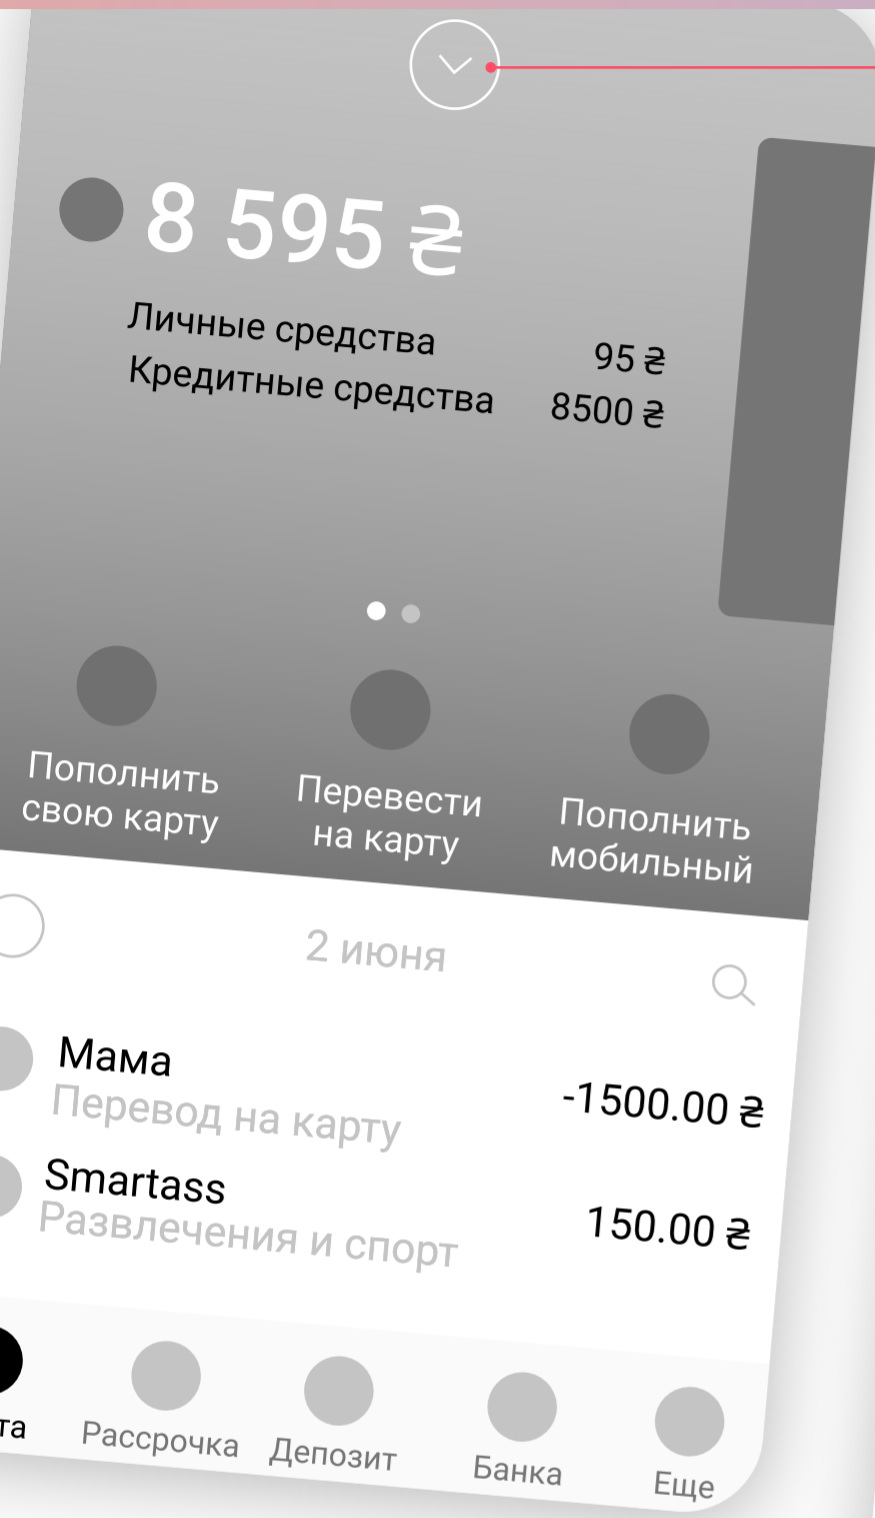 8 595 ₴
Личные средства 95 ₴
Кредитные средства 8500 ₴
Пополнить
свою карту
Перевести
на карту
Пополнить
мобильный
2 июня
Мама
Перевод на карту
-1500.00 ₴
Smartass
Развлечения и спорт
150.00 ₴
та
Рассрочка
Депозит
Банка
Еще